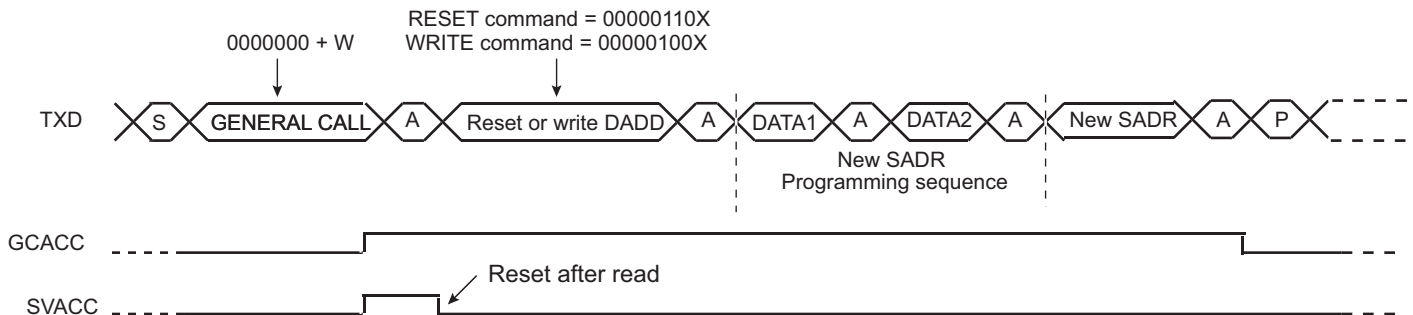 RESET command = 00000110X
0000000 + W
WRITE command = 00000100X
TXD
S
GENERAL CALL
A
Reset or write DADD
A
DATA1
A
DATA2
A
New SADR
A
P
New SADR
Programming sequence
GCACC
Reset after read
SVACC